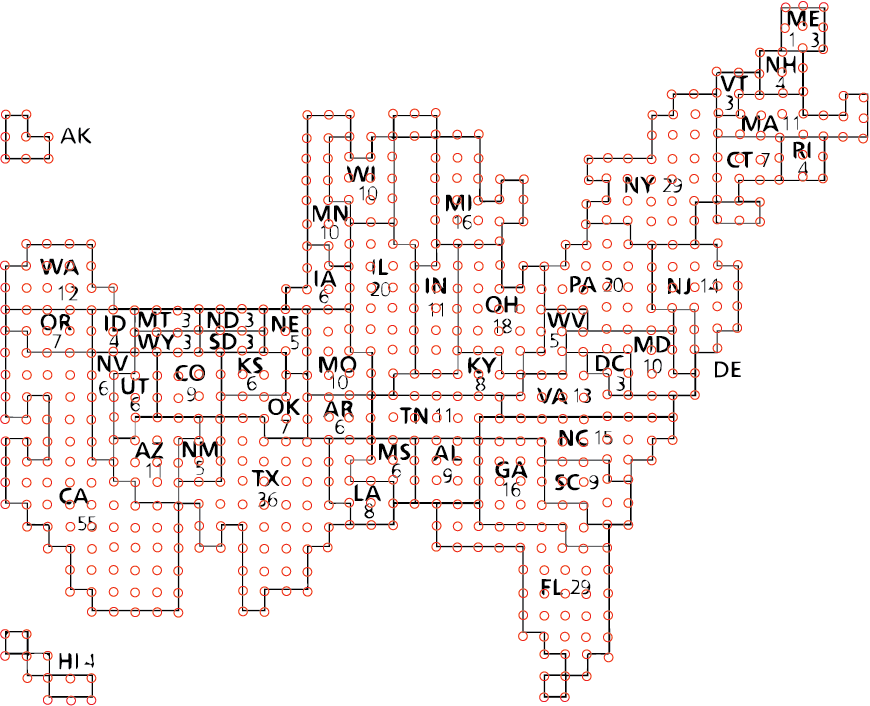 ME
1 3
NH
4
VT
3
MA 11
AK
CT 7
RI
4
WI
10
NY 29
MI
16
MN
10
WA
12
IA
6
IL
20
IN
11
OH
18
PA 20
NJ 14
OR
7
ID
4
MT 3
ND 3
NE
5
WV
5
WY 3
SD 3
MD
10
NV
6
UT
6
CO
9
KS
6
MO
10
KY
8
DC
3
DE
VA 13
OK
7
AR
6
TN 11
NC 15
AZ
11
NM
5
TX
36
MS
6
AL
9
GA
16
SC 9
CA
55
LA
8
FL 29
HI 4